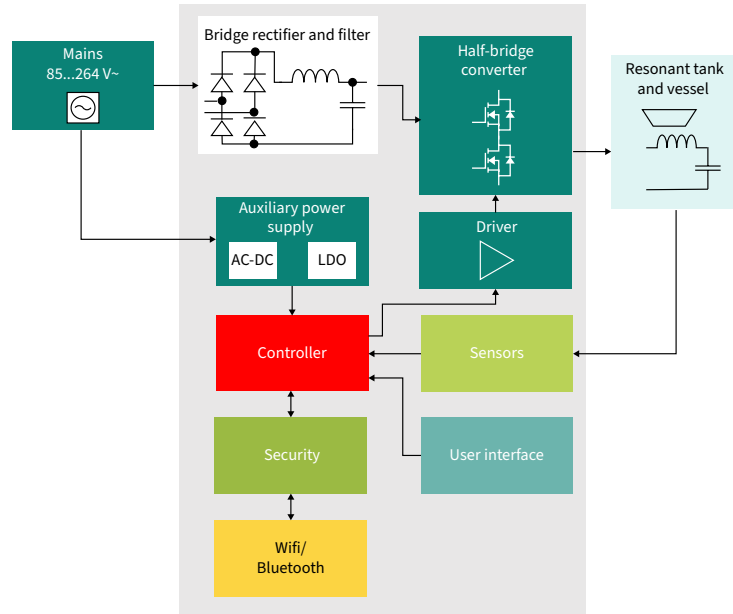 Mains
85...264 V~
Bridge rectifier and filter
Half-bridge
converter
Resonant tank
and vessel
Auxiliary power
supply
AC-DC
LDO
Driver
Controller
Sensors
Security
User interface
Wifi/
Bluetooth